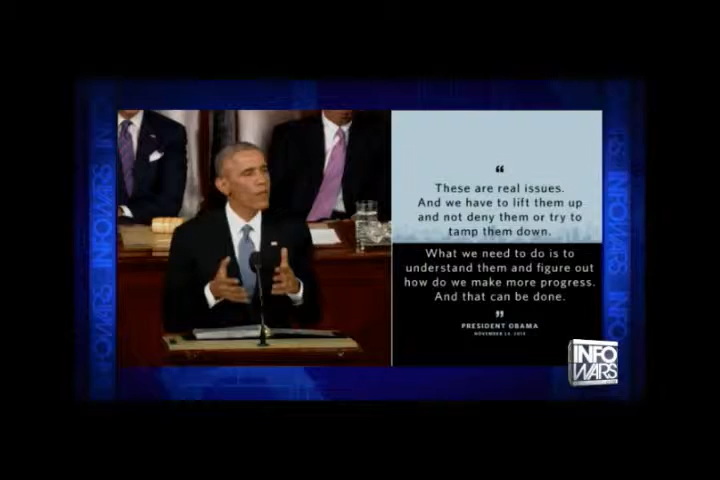 “
These are real issues.
And we have to lift them up
and not deny them or try to
tamp them down.
What we need to do is to
understand them and figure out
how do we make more progress.
And that can be done.
”
PRESIDENT OBAMA
INFO
WARS
INFOWARS
INFOWARS
INFOWARS